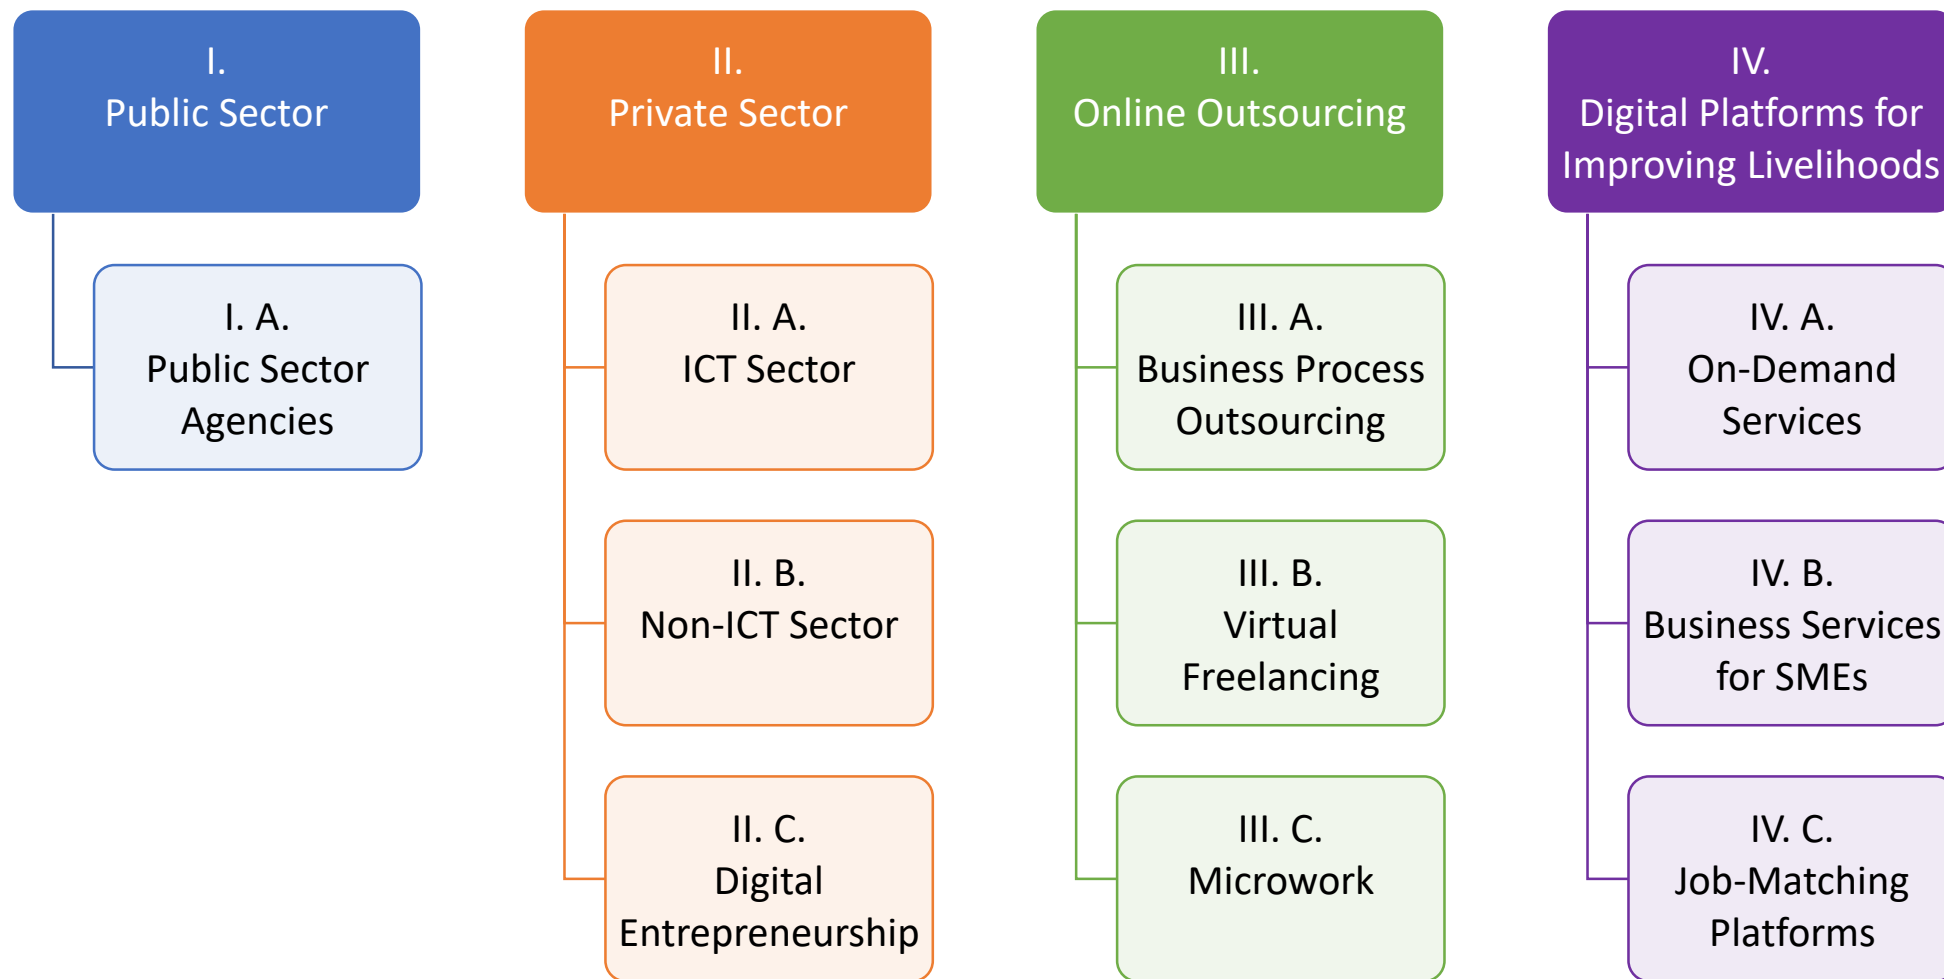 I.
Public Sector
I. A.
Public Sector
Agencies
II.
Private Sector
II. A.
ICT Sector
II. B.
Non-ICT Sector
II. C.
Digital
Entrepreneurship
III.
Online Outsourcing
III. A.
Business Process
Outsourcing
III. B.
Virtual
Freelancing
III. C.
Microwork
IV.
Digital Platforms for
Improving Livelihoods
IV. A.
On-Demand
Services
IV. B.
Business Services
for SMEs
IV. C.
Job-Matching
Platforms